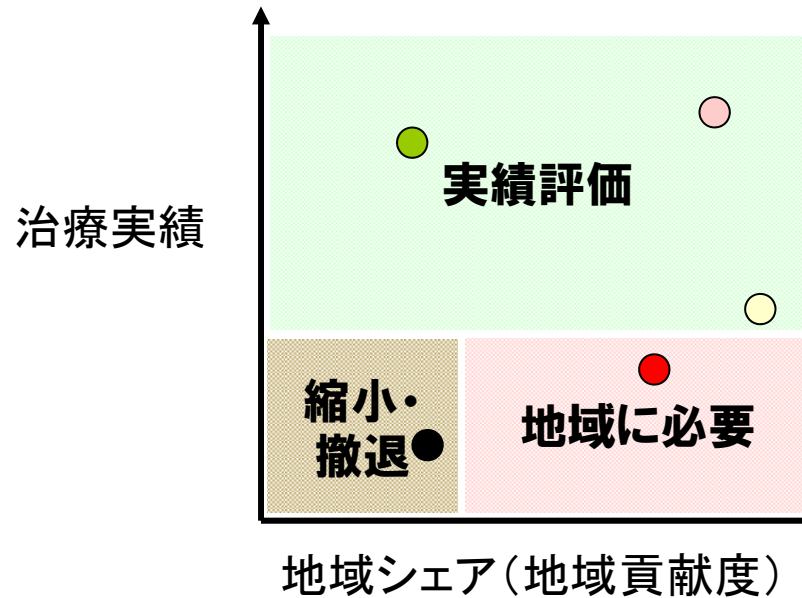 実績評価
治療実績
縮小・
撤退
地域に必要
地域シェア(地域貢献度)